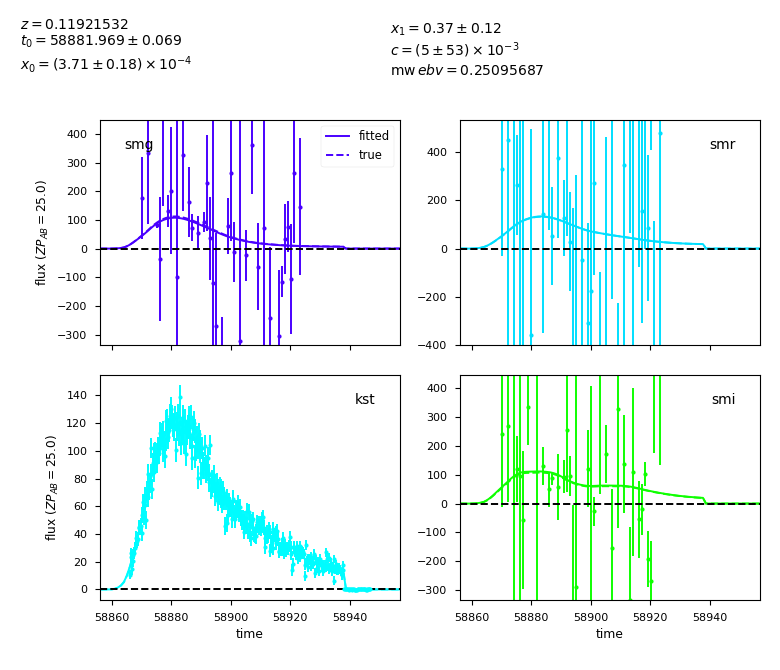 z = 0.11921532
t0 = 58881.969 ± 0.069
x0 = (3.71 ± 0.18) × 10^−4
x1 = 0.37 ± 0.12
c = (5 ± 53) × 10^−3
mw ebv = 0.25095687
smg
fitted
true
400
300
200
100
0
−100
−200
−300
flux (ZP_AB = 25.0)
smr
400
200
0
−200
−400
kst
140
120
100
80
60
40
20
0
flux (ZP_AB = 25.0)
58860 58880 58900 58920 58940
time
smi
400
300
200
100
0
−100
−200
−300
58860 58880 58900 58920 58940
time